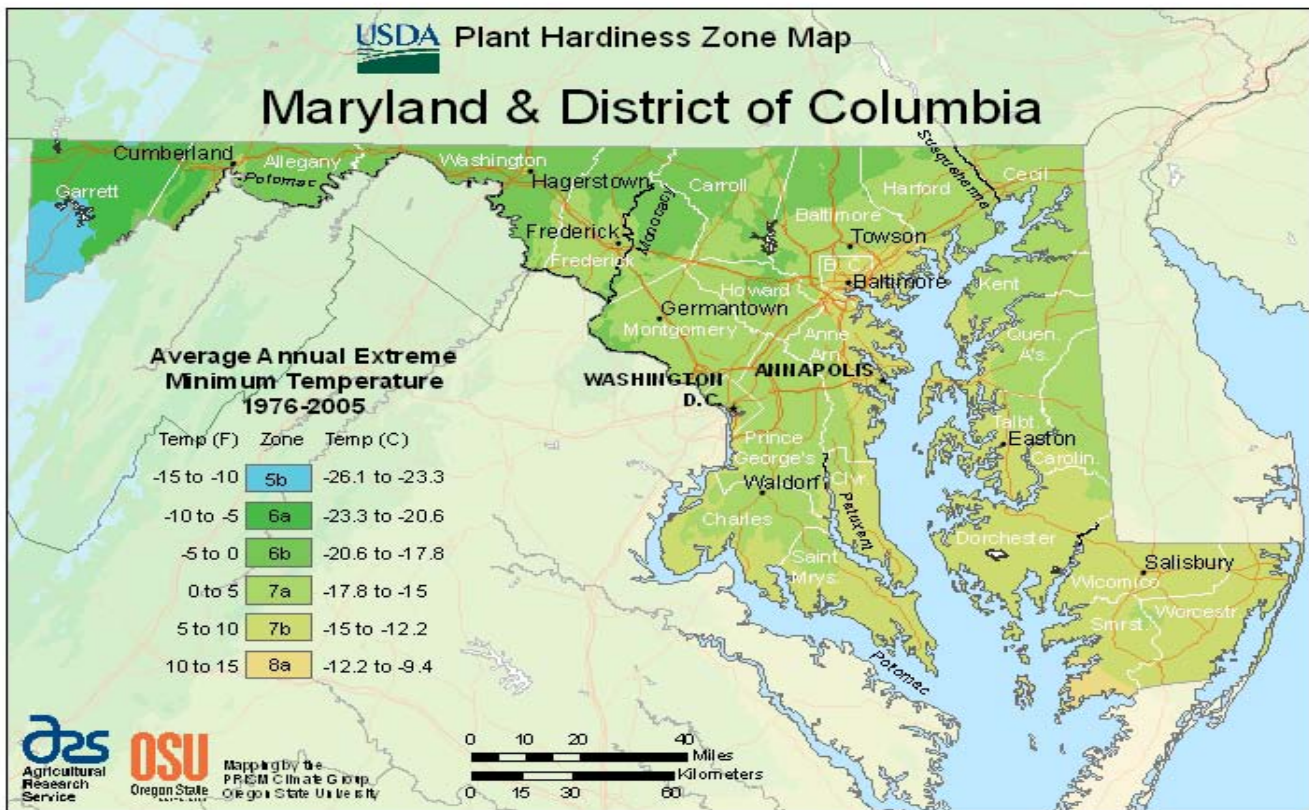 USDA Plant Hardiness Zone Map
Maryland & District of Columbia
Cumberland
Allegany
Washington
Hagerstown
Potomac
Garrett
Carroll
Monocacy
Harford
Susquehanna
Cecil
Baltimore
Towson
Frederick
Frederick
B. C.
Baltimore
Howard
Kent
Germantown
Montgomery
Anne
Arn.
Quen.
A's.
WASHINGTON
D.C.
ANNAPOLIS
Talbt.
Easton
Carolin.
Prince
George's
Clvr.
Waldorf
Patuxent
Charles
Saint
Mrys.
Dorchester
Salisbury
Wicomico
Worcestr
Smrst.
Potomac
Average Annual Extreme
Minimum Temperature
1976-2005
Temp (F) Zone Temp (C)
-15 to -10 5b -26.1 to -23.3
-10 to -5 6a -23.3 to -20.6
-5 to 0 6b -20.6 to -17.8
0 to 5 7a -17.8 to -15
5 to 10 7b -15 to -12.2
10 to 15 8a -12.2 to -9.4
ars
Agricultural
Research
Service
OSU
Oregon State
Mapping by the
PRISM Climate Group,
Oregon State University
0 10 20 40
Miles
Kilometers
0 15 30 60